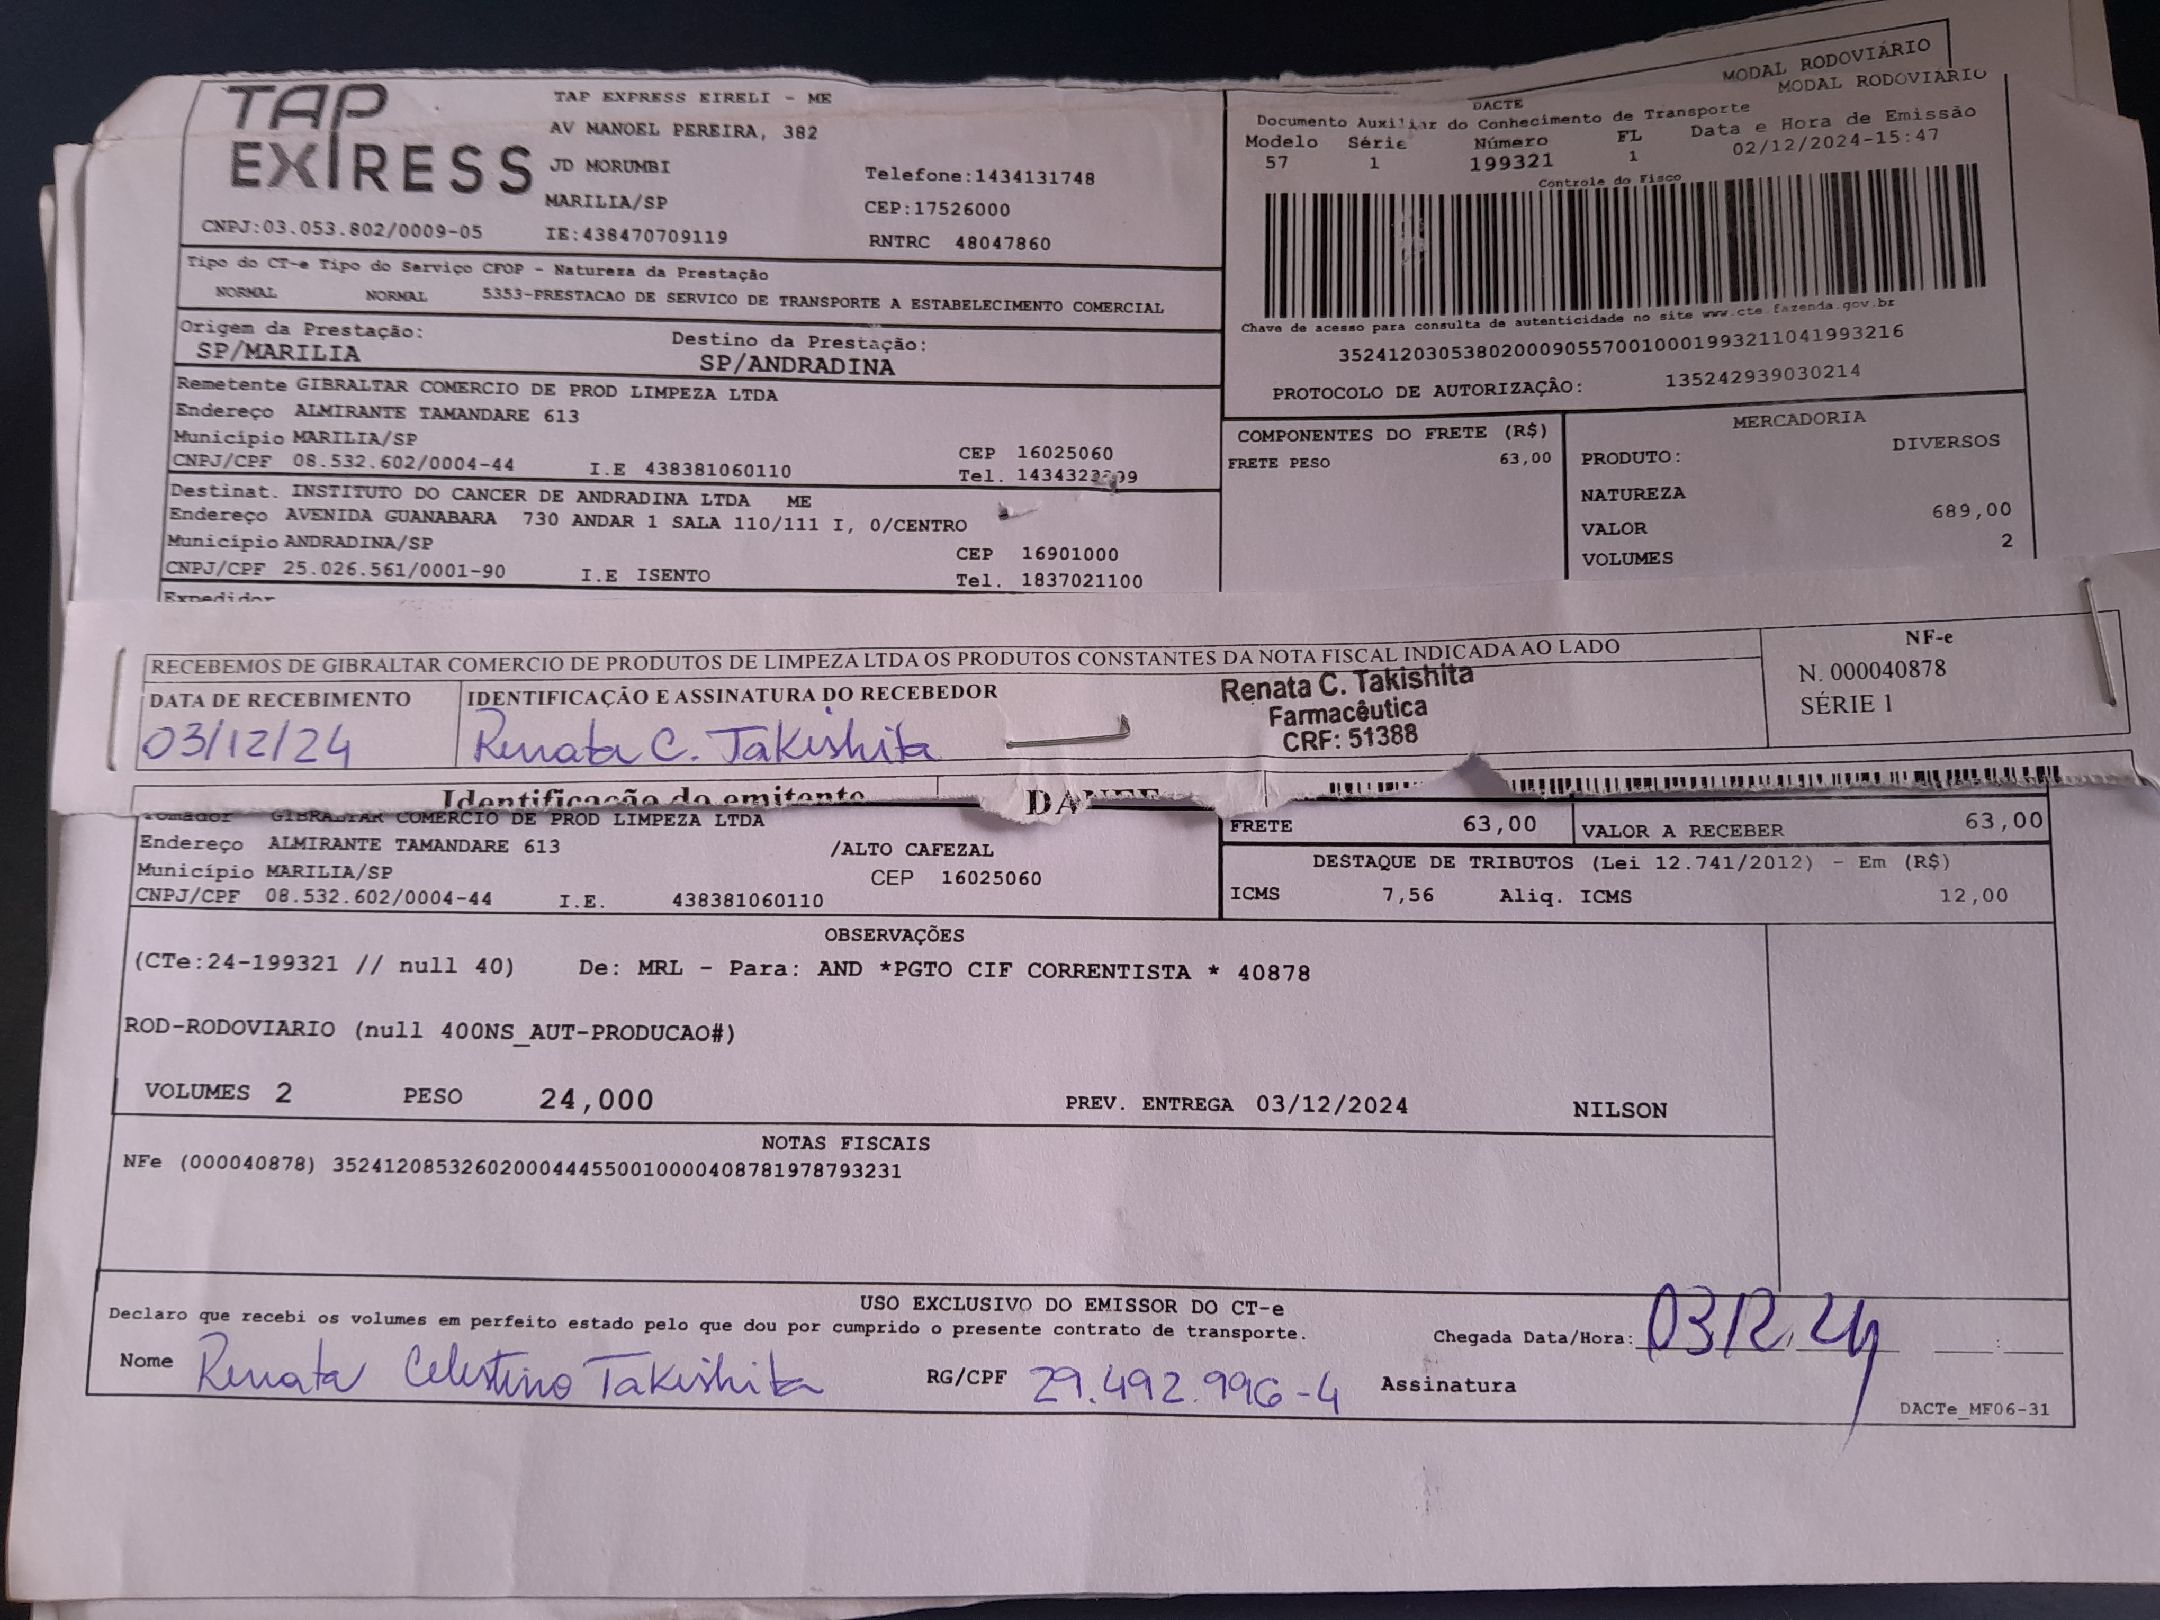 MODAL RODOVIÁRIO
MODAL RODOVIÁRIO
TAP EXPRESS
TAP EXPRESS EIRELI - ME
AV MANOEL PEREIRA, 382
JD MORUMBI
Telefone:1434131748
MARILIA/SP
CEP:17526000
CNPJ:03.053.802/0009-05
IE:438470709119
RNTRC 48047860
DACTE
Documento Auxiliar do Conhecimento de Transporte
Modelo Série Número FL Data e Hora de Emissão
57 1 199321 1 02/12/2024-15:47
Controle do Fisco
Chave de acesso para consulta de autenticidade no site www.cte.fazenda.gov.br
35241203053802000905570010001993211041993216
PROTOCOLO DE AUTORIZAÇÃO: 135242939030214
Tipo do CT-e Tipo do Serviço CFOP - Natureza da Prestação
NORMAL NORMAL 5353-PRESTACAO DE SERVICO DE TRANSPORTE A ESTABELECIMENTO COMERCIAL
Origem da Prestação: Destino da Prestação:
SP/MARILIA SP/ANDRADINA
Remetente GIBRALTAR COMERCIO DE PROD LIMPEZA LTDA
Endereço ALMIRANTE TAMANDARE 613
Município MARILIA/SP CEP 16025060
CNPJ/CPF 08.532.602/0004-44 I.E 438381060110 Tel.
Destinat. INSTITUTO DO CANCER DE ANDRADINA LTDA ME
Endereço AVENIDA GUANABARA 730 ANDAR 1 SALA 110/111 I, 0/CENTRO
Município ANDRADINA/SP CEP 16901000
CNPJ/CPF 25.026.561/0001-90 I.E ISENTO Tel. 1837021100
Expedidor
COMPONENTES DO FRETE (R$)
FRETE PESO 63,00
MERCADORIA
PRODUTO: DIVERSOS
NATUREZA
VALOR 689,00
VOLUMES 2
RECEBEMOS DE GIBRALTAR COMERCIO DE PRODUTOS DE LIMPEZA LTDA OS PRODUTOS CONSTANTES DA NOTA FISCAL INDICADA AO LADO
DATA DE RECEBIMENTO IDENTIFICAÇÃO E ASSINATURA DO RECEBEDOR
03/12/24 Renata C. Takishita
Renata C. Takishita
Farmacêutica
CRF: 51388
NF-e
N. 000040878
SÉRIE 1
Identificação do emitente DANFE
Tomador GIBRALTAR COMERCIO DE PROD LIMPEZA LTDA
Endereço ALMIRANTE TAMANDARE 613 /ALTO CAFEZAL
Município MARILIA/SP CEP 16025060
CNPJ/CPF 08.532.602/0004-44 I.E. 438381060110
FRETE 63,00 VALOR A RECEBER 63,00
DESTAQUE DE TRIBUTOS (Lei 12.741/2012) - Em (R$)
ICMS 7,56 Aliq. ICMS 12,00
OBSERVAÇÕES
(CTe:24-199321 // null 40) De: MRL - Para: AND *PGTO CIF CORRENTISTA * 40878
ROD-RODOVIARIO (null 400NS_AUT-PRODUCAO#)
VOLUMES 2 PESO 24,000 PREV. ENTREGA 03/12/2024 NILSON
NOTAS FISCAIS
NFe (000040878) 35241208532602000444550010000408781978793231
USO EXCLUSIVO DO EMISSOR DO CT-e
Declaro que recebi os volumes em perfeito estado pelo que dou por cumprido o presente contrato de transporte.
Chegada Data/Hora: 03/12/24 :
Nome Renata Celestino Takishita RG/CPF 29.492.996-4 Assinatura
DACTe_MF06-31